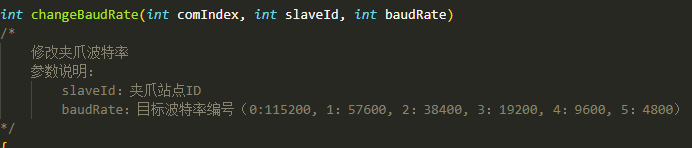 int changeBaudRate(int comIndex, int slaveId, int baudRate)
/*
修改夹爪波特率
参数说明：
slaveId：夹爪站点ID
baudRate：目标波特率编号（0:115200, 1：57600, 2：38400, 3：19200, 4：9600, 5：4800）
*/
{